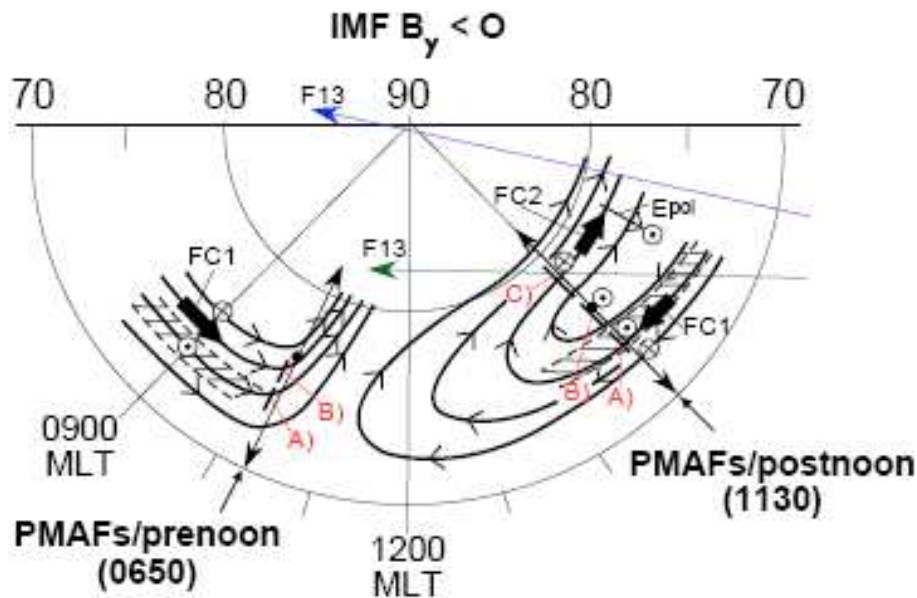 IMF By < O
70 80 90 80 70
F13
FC2
Epol
FC1
F13
C)
FC1
B)
A)
B) A)
0900
MLT
PMAFs/postnoon
(1130)
PMAFs/prenoon
(0650)
1200
MLT